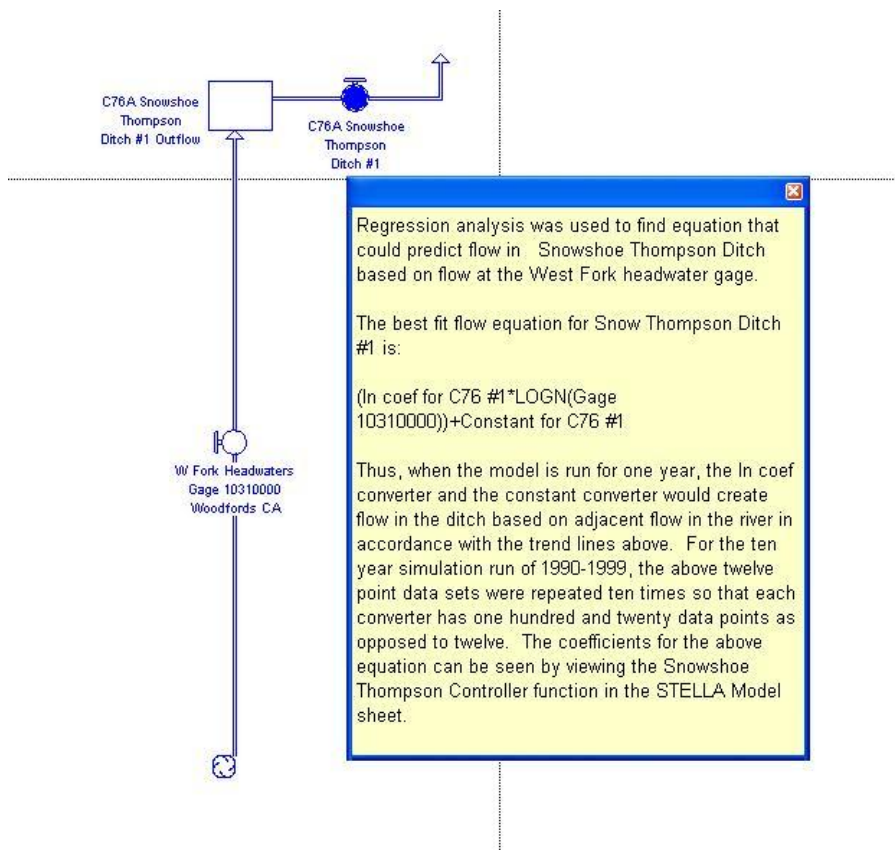 C76A Snowshoe
Thompson
Ditch #1 Outflow
C76A Snowshoe
Thompson
Ditch #1
Regression analysis was used to find equation that
could predict flow in   Snowshoe Thompson Ditch
based on flow at the West Fork headwater gage.
The best fit flow equation for Snow Thompson Ditch
#1 is:
(ln coef for C76 #1*LOGN(Gage
10310000))+Constant for C76 #1
Thus, when the model is run for one year, the ln coef
converter and the constant converter would create
flow in the ditch based on adjacent flow in the river in
accordance with the trend lines above.  For the ten
year simulation run of 1990-1999, the above twelve
point data sets were repeated ten times so that each
converter has one hundred and twenty data points as
opposed to twelve.  The coefficients for the above
equation can be seen by viewing the Snowshoe
Thompson Controller function in the STELLA Model
sheet.
W Fork Headwaters
Gage 10310000
Woodfords CA